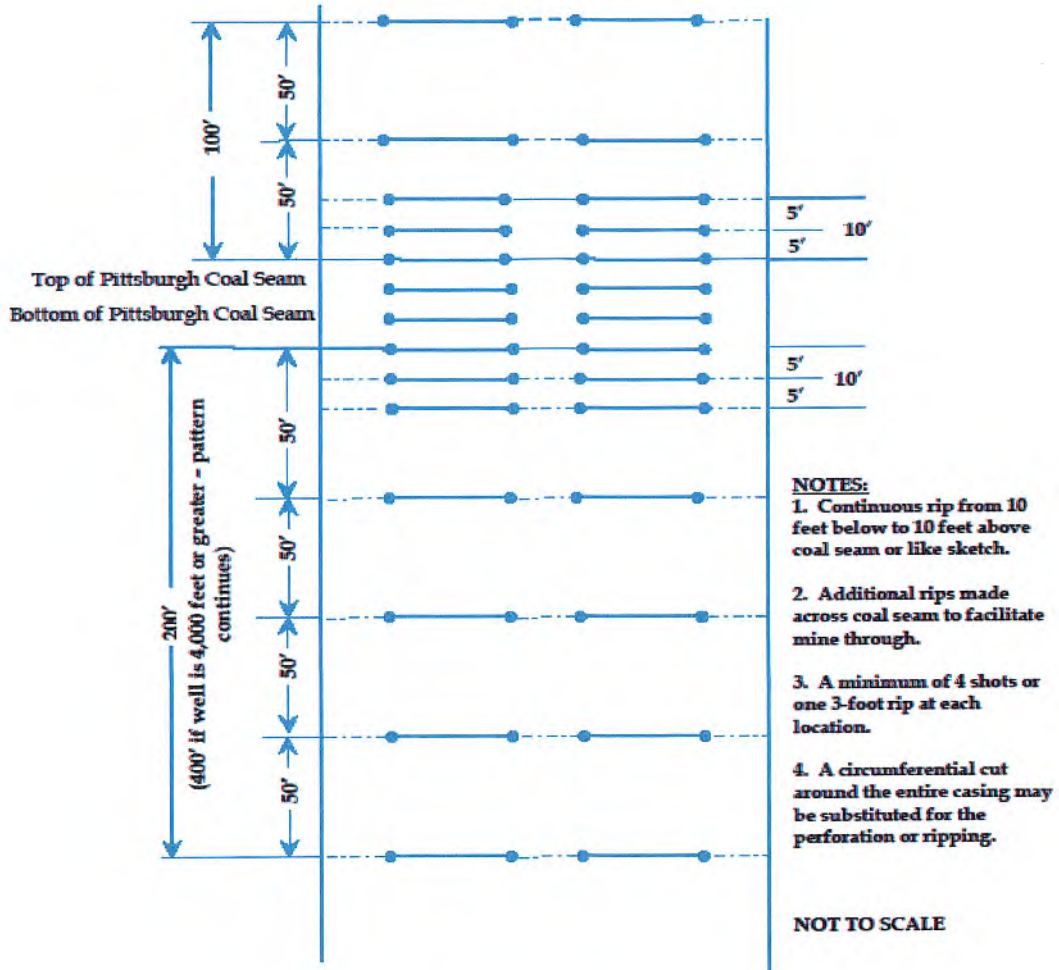 50'
100'
50'
5'
10'
5'
Top of Pittsburgh Coal Seam
Bottom of Pittsburgh Coal Seam
5'
10'
5'
50'
200'
(400' if well is 4,000 feet or greater - pattern
continues)
50'
50'
50'
NOTES:
1. Continuous rip from 10
feet below to 10 feet above
coal seam or like sketch.
2. Additional rips made
across coal seam to facilitate
mine through.
3. A minimum of 4 shots or
one 3-foot rip at each
location.
4. A circumferential cut
around the entire casing may
be substituted for the
perforation or ripping.
NOT TO SCALE